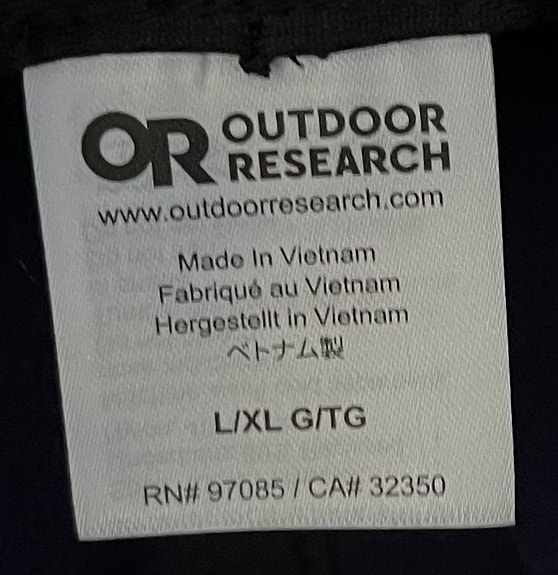 OR OUTDOOR
RESEARCH
www.outdoorresearch.com
Made In Vietnam
Fabriqué au Vietnam
Hergestellt in Vietnam
ベトナム製
L/XL G/TG
RN# 97085 / CA# 32350